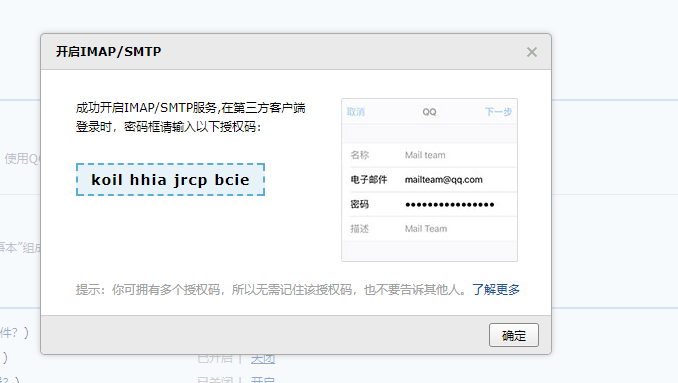 开启IMAP/SMTP
成功开启IMAP/SMTP服务,在第三方客户端
登录时，密码框请输入以下授权码：
koil hhia jrcp bcie
取消 QQ 下一步
名称 Mail team
电子邮件 mailteam@qq.com
密码 ●●●●●●●●●●●●●●●●
描述 Mail Team
提示：你可拥有多个授权码，所以无需记住该授权码，也不要告诉其他人。了解更多
确定
使用Q
本"组成
件? )
) 已开启 | 关闭
? ) 已关闭 | 开启